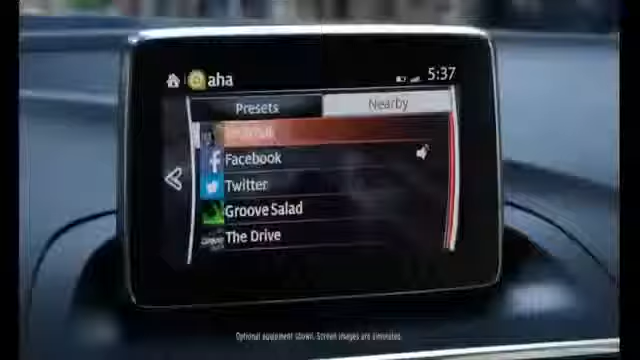 aha
5:37
Presets
Nearby
Facebook
Twitter
Groove Salad
The Drive
Optional equipment shown. Screen images are simulated.